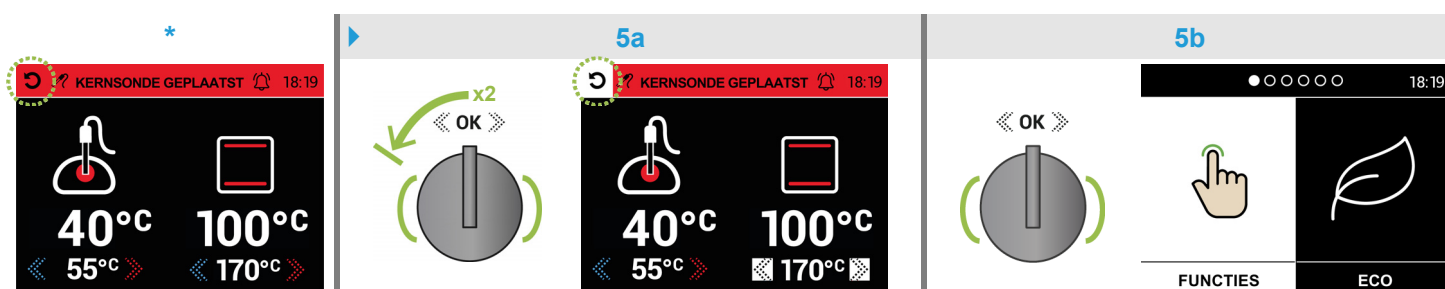 *
5a
5b
KERNSONDE GEPLAATST 18:19
40°C 100°C
55°C 170°C
x2
OK
KERNSONDE GEPLAATST 18:19
40°C 100°C
55°C 170°C
OK
18:19
FUNCTIES ECO